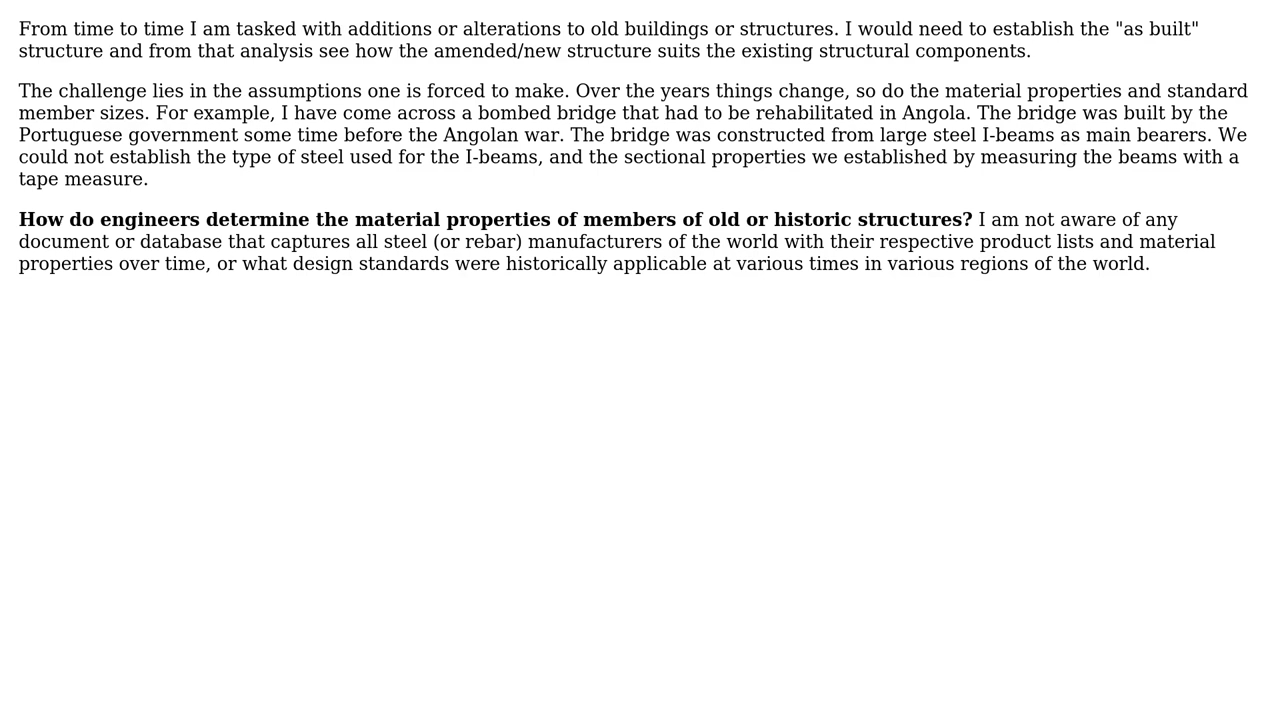 From time to time I am tasked with additions or alterations to old buildings or structures. I would need to establish the "as built"
structure and from that analysis see how the amended/new structure suits the existing structural components.
The challenge lies in the assumptions one is forced to make. Over the years things change, so do the material properties and standard
member sizes. For example, I have come across a bombed bridge that had to be rehabilitated in Angola. The bridge was built by the
Portuguese government some time before the Angolan war. The bridge was constructed from large steel I-beams as main bearers. We
could not establish the type of steel used for the I-beams, and the sectional properties we established by measuring the beams with a
tape measure.
How do engineers determine the material properties of members of old or historic structures? I am not aware of any
document or database that captures all steel (or rebar) manufacturers of the world with their respective product lists and material
properties over time, or what design standards were historically applicable at various times in various regions of the world.